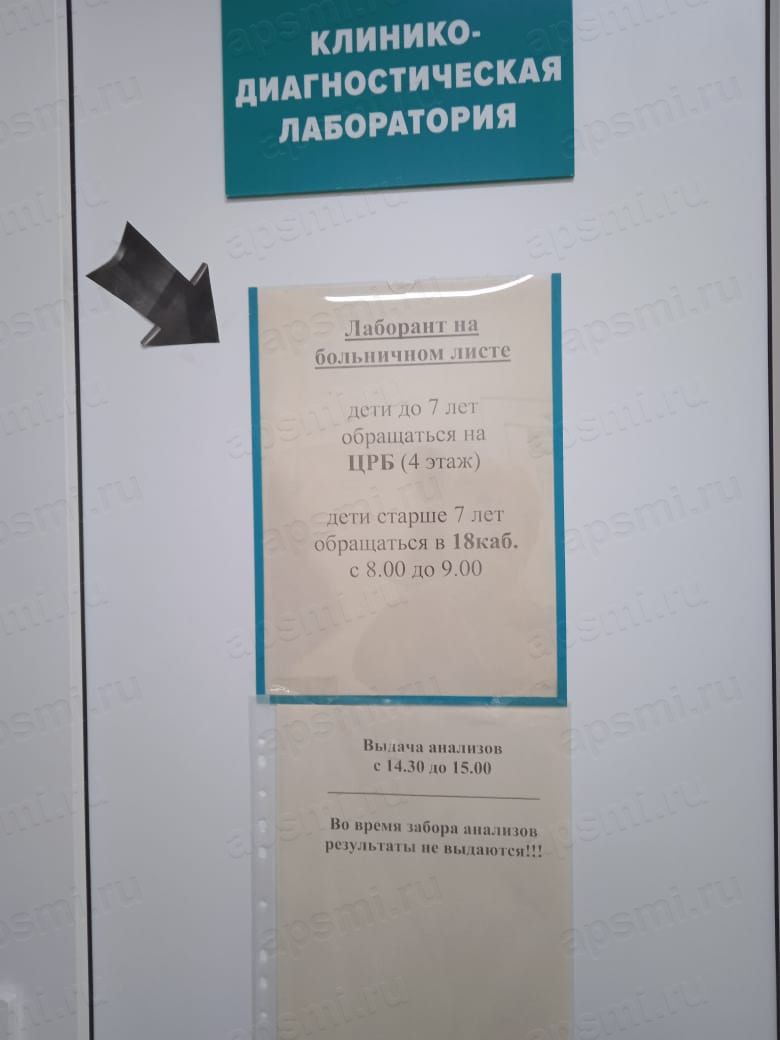 КЛИНИКО-
ДИАГНОСТИЧЕСКАЯ
ЛАБОРАТОРИЯ
Лаборант на
больничном листе
дети до 7 лет
обращаться на
ЦРБ (4 этаж)
дети старше 7 лет
обращаться в 18каб.
с 8.00 до 9.00
Выдача анализов
с 14.30 до 15.00
Во время забора анализов
результаты не выдаются!!!
apsmi.ru